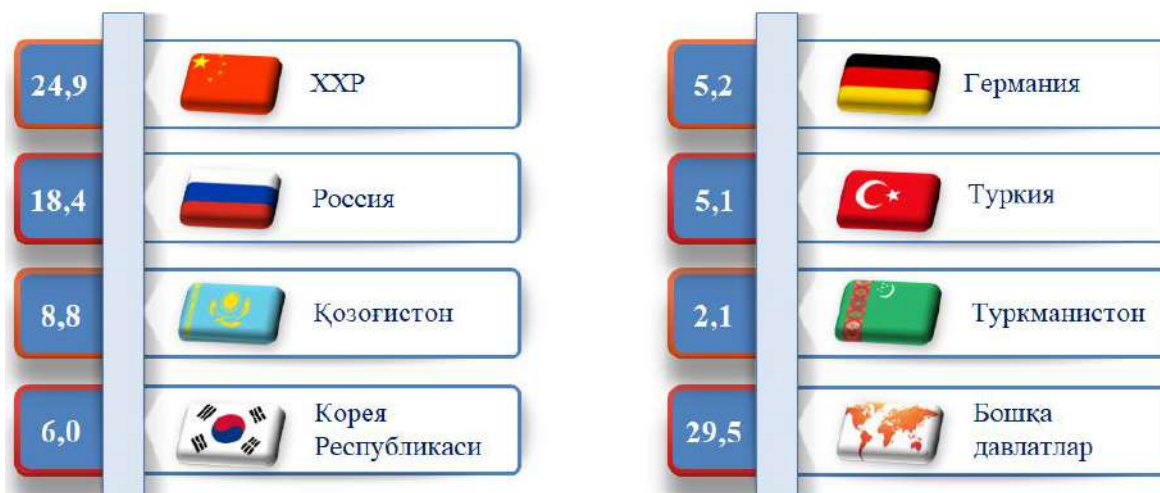 24,9
ХХР
18,4
Россия
8,8
Қозоғистон
6,0
Корея
Республикаси
5,2
Германия
5,1
Туркия
2,1
Туркманистон
29,5
Бошқа
давлатлар